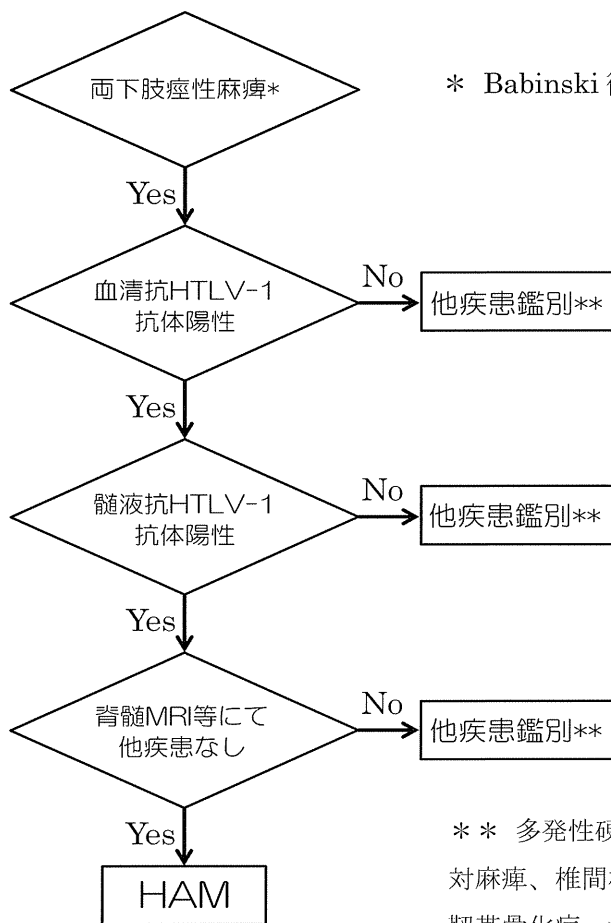 両下肢痙性麻痺*
* Babinski
Yes
血清抗HTLV-1
抗体陽性
No
他疾患鑑別**
Yes
髄液抗HTLV-1
抗体陽性
No
他疾患鑑別**
Yes
脊髄MRI等にて
他疾患なし
No
他疾患鑑別**
Yes
HAM
** 多発性硬
対麻痺、椎間